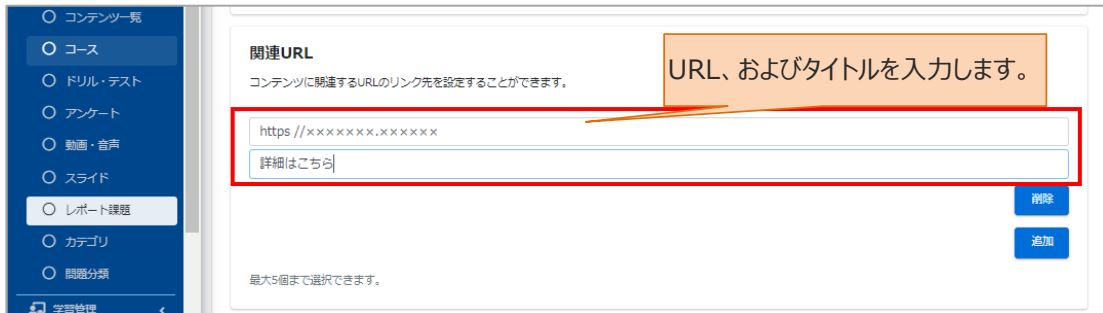 コンテンツ一覧
コース
ドリル・テスト
アンケート
動画・音声
スライド
レポート課題
カテゴリ
問題分類
学習管理
関連URL
コンテンツに関連するURLのリンク先を設定することができます。
URL、およびタイトルを入力します。
https //×××××××.××××××
詳細はこちら
削除
追加
最大5個まで選択できます。